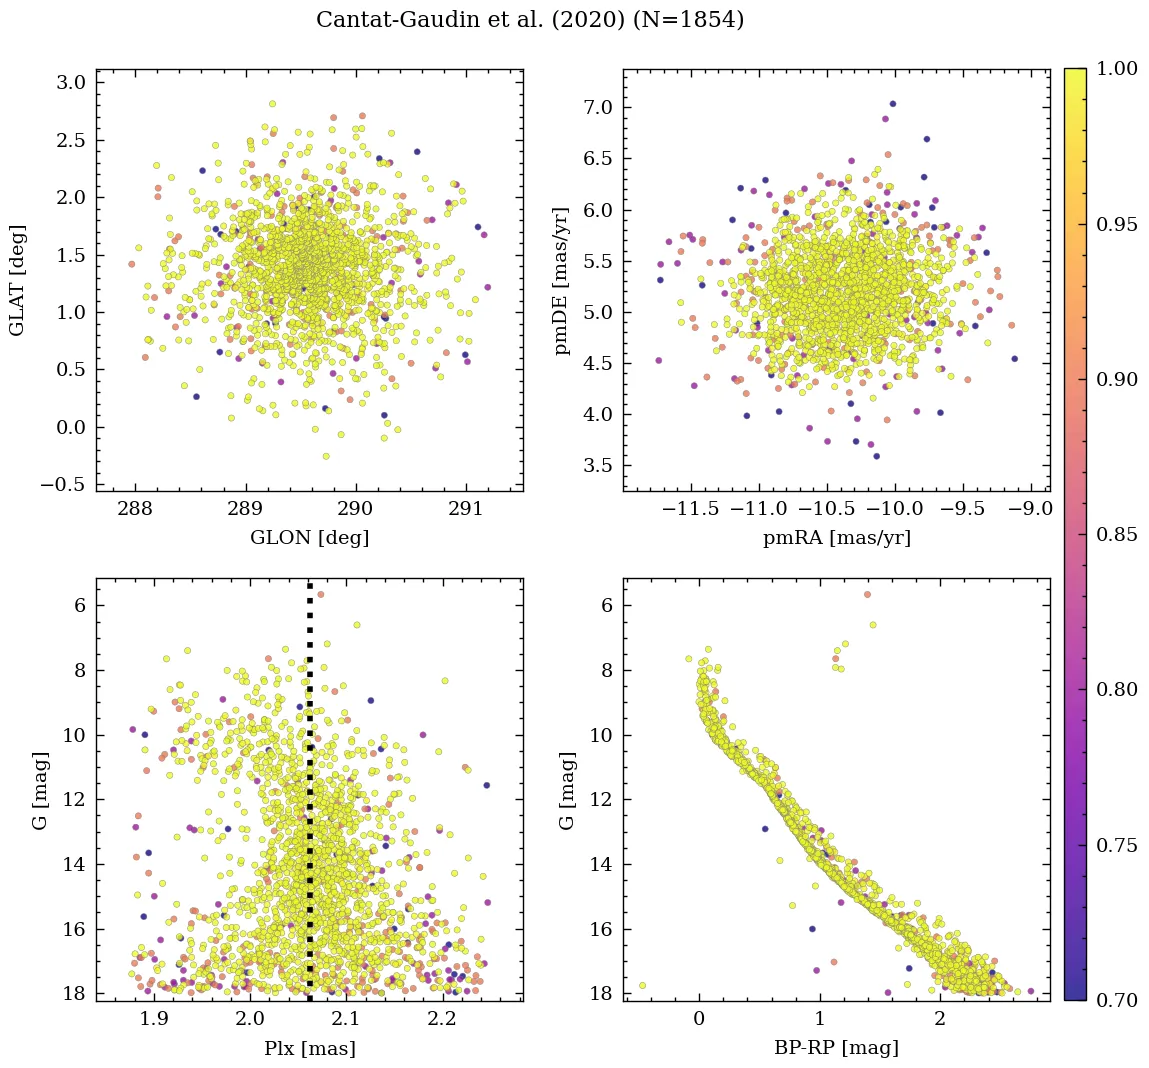 Cantat-Gaudin et al. (2020) (N=1854)
3.0
2.5
2.0
1.5
1.0
0.5
0.0
−0.5
GLAT [deg]
288 289 290 291
GLON [deg]
7.0
6.5
6.0
5.5
5.0
4.5
4.0
3.5
pmDE [mas/yr]
−11.5 −11.0 −10.5 −10.0 −9.5 −9.0
pmRA [mas/yr]
6
8
10
12
14
16
18
G [mag]
1.9 2.0 2.1 2.2
Plx [mas]
6
8
10
12
14
16
18
G [mag]
0 1 2
BP-RP [mag]
1.00
0.95
0.90
0.85
0.80
0.75
0.70